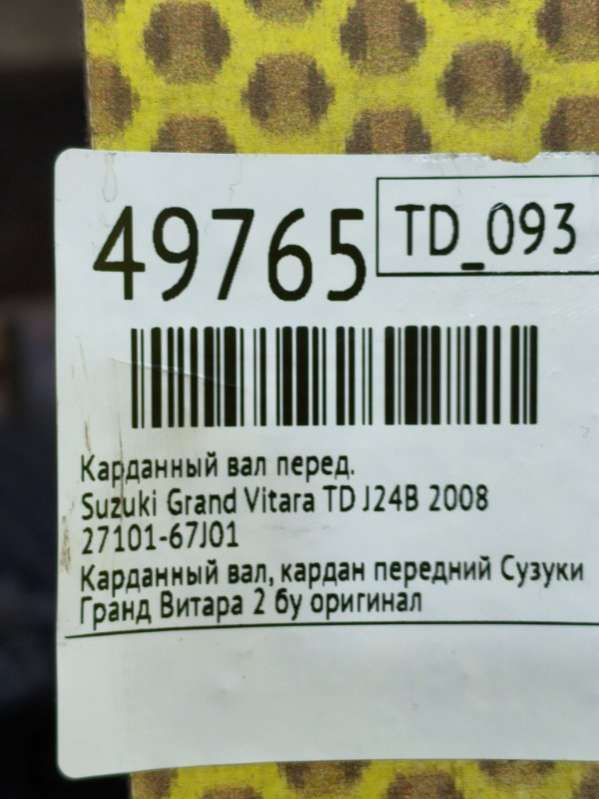 49765
TD_093
Карданный вал перед.
Suzuki Grand Vitara TD J24B 2008
27101-67J01
Карданный вал, кардан передний Сузуки
Гранд Витара 2 бу оригинал